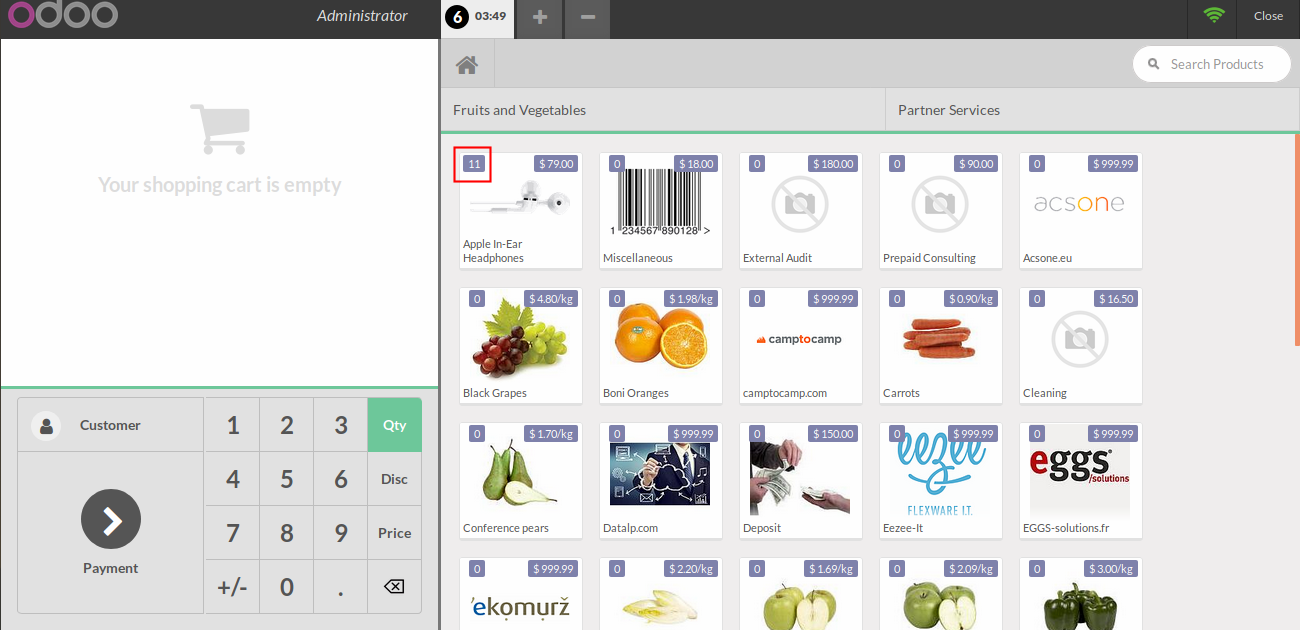 odoo
Administrator
6 03:49
Close
Search Products
Fruits and Vegetables
Partner Services
Your shopping cart is empty
11 $ 79.00
Apple In-Ear
Headphones
0 $ 18.00
1 234567 890128 >
Miscellaneous
0 $ 180.00
External Audit
0 $ 90.00
Prepaid Consulting
0 $ 999.99
acsone
Acsone.eu
0 $ 4.80/kg
Black Grapes
0 $ 1.98/kg
Boni Oranges
0 $ 999.99
camptocamp
camptocamp.com
0 $ 0.90/kg
Carrots
0 $ 16.50
Cleaning
0 $ 1.70/kg
Conference pears
0 $ 999.99
Datalp.com
0 $ 150.00
Deposit
0 $ 999.99
eezee
FLEXWARE I.T.
Eezee-It
0 $ 999.99
eggs
/solutions
EGGS-solutions.fr
0 $ 999.99
'ekomurż
0 $ 2.20/kg
0 $ 1.69/kg
0 $ 2.09/kg
0 $ 3.00/kg
Customer
1 2 3 Qty
4 5 6 Disc
7 8 9 Price
+/- 0 .
Payment